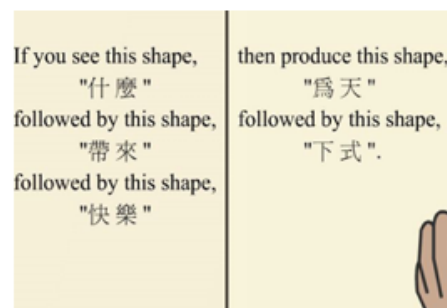 If you see this shape,
"什麼"
followed by this shape,
"帶來"
followed by this shape,
"快樂"
then produce this shape,
"爲天"
followed by this shape,
"下式".